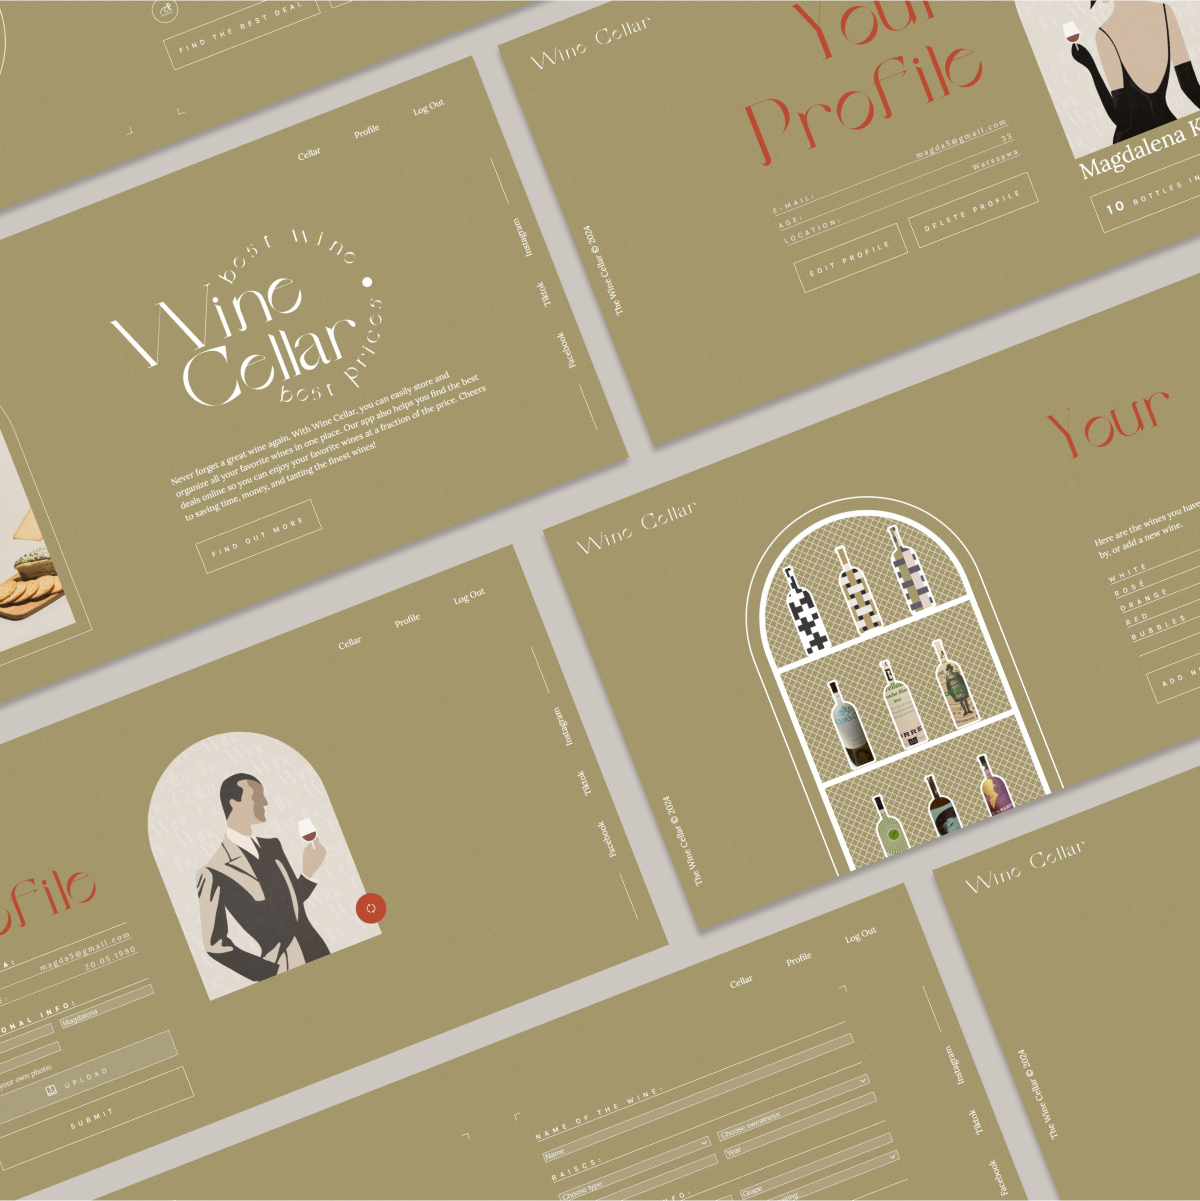 FIND THE BEST DEAL
Cellar
Profile
Log Out
best wine
Wine
Cellar
best prices
Never forget a great wine again. With Wine Cellar, you can easily store and
organize all your favorite wines in one place. Our app also helps you find the best
deals online so you can enjoy your favorite wines at a fraction of the price. Cheers
to saving time, money, and tasting the finest wines!
FIND OUT MORE
Instagram
Tiktok
Facebook
Wine Cellar
Your
Profile
E-MAIL:
magda5@gmail.com
AGE:
33
LOCATION:
Warszawa
EDIT PROFILE
DELETE PROFILE
Magdalena K
10 BOTTLES IN
The Wine Cellar © 2024
Wine Cellar
Your
Here are the wines you have
by, or add a new wine.
WHITE
ROSÉ
ORANGE
RED
BUBBLES
ADD N
The Wine Cellar © 2024
Cellar
Profile
Log Out
ofile
A:
magda5@gmail.com
20.05.1990
ONAL INFO:
Magdalena
your own photo:
UPLOAD
SUBMIT
Instagram
Tiktok
Facebook
Cellar
Profile
Log Out
NAME OF THE WINE:
Name
BAISCS:
Choose type
Choose sweatness
Year
Grape
Instagram
Tiktok
Facebook
Wine Cellar
The Wine Cellar © 2024